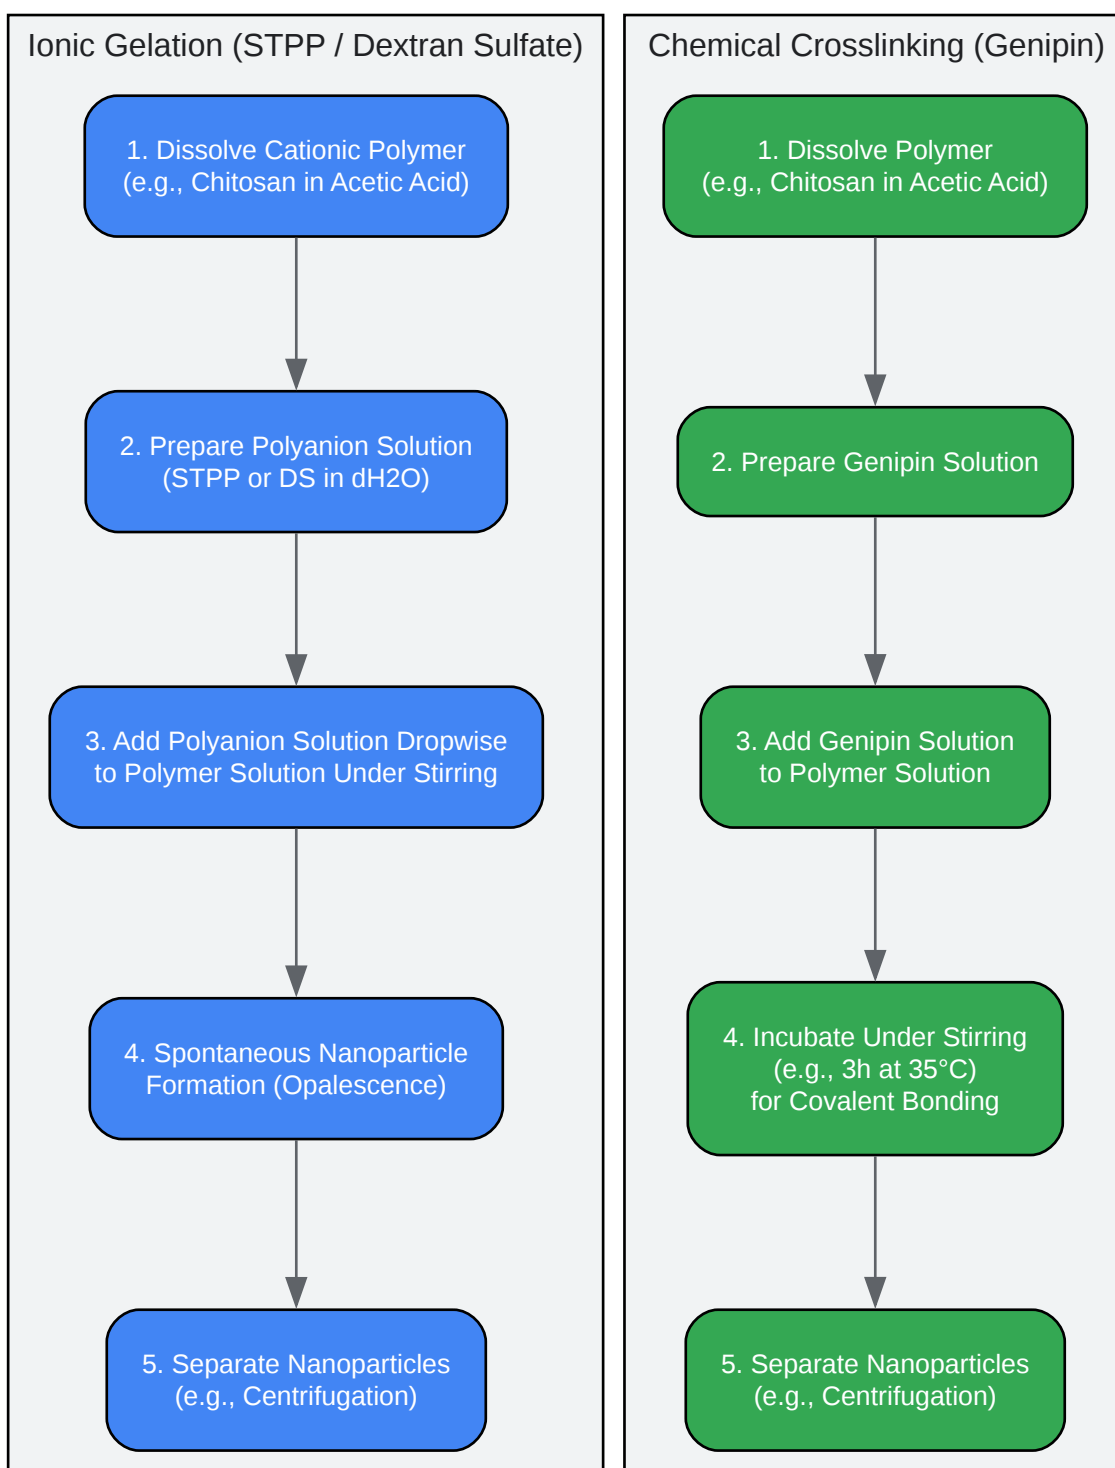 Ionic Gelation (STPP / Dextran Sulfate)
1. Dissolve Cationic Polymer
(e.g., Chitosan in Acetic Acid)
2. Prepare Polyanion Solution
(STPP or DS in dH2O)
3. Add Polyanion Solution Dropwise
to Polymer Solution Under Stirring
4. Spontaneous Nanoparticle
Formation (Opalescence)
5. Separate Nanoparticles
(e.g., Centrifugation)
Chemical Crosslinking (Genipin)
1. Dissolve Polymer
(e.g., Chitosan in Acetic Acid)
2. Prepare Genipin Solution
3. Add Genipin Solution
to Polymer Solution
4. Incubate Under Stirring
(e.g., 3h at 35°C)
for Covalent Bonding
5. Separate Nanoparticles
(e.g., Centrifugation)